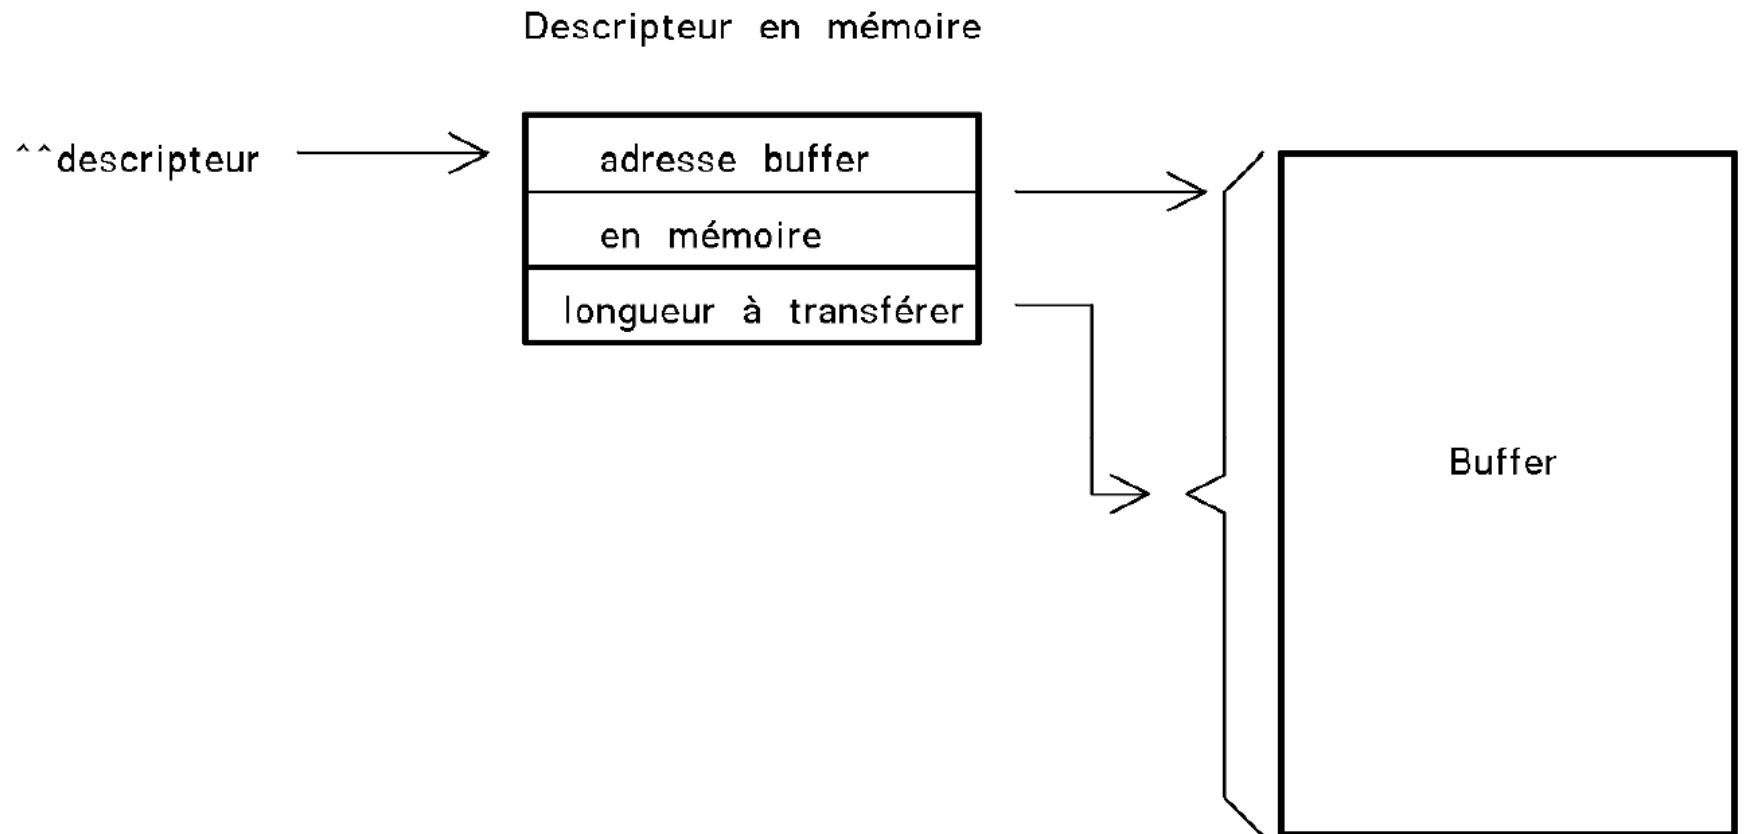 Descripteur en mémoire
^^descripteur
adresse buffer
en mémoire
longueur à transférer
Buffer